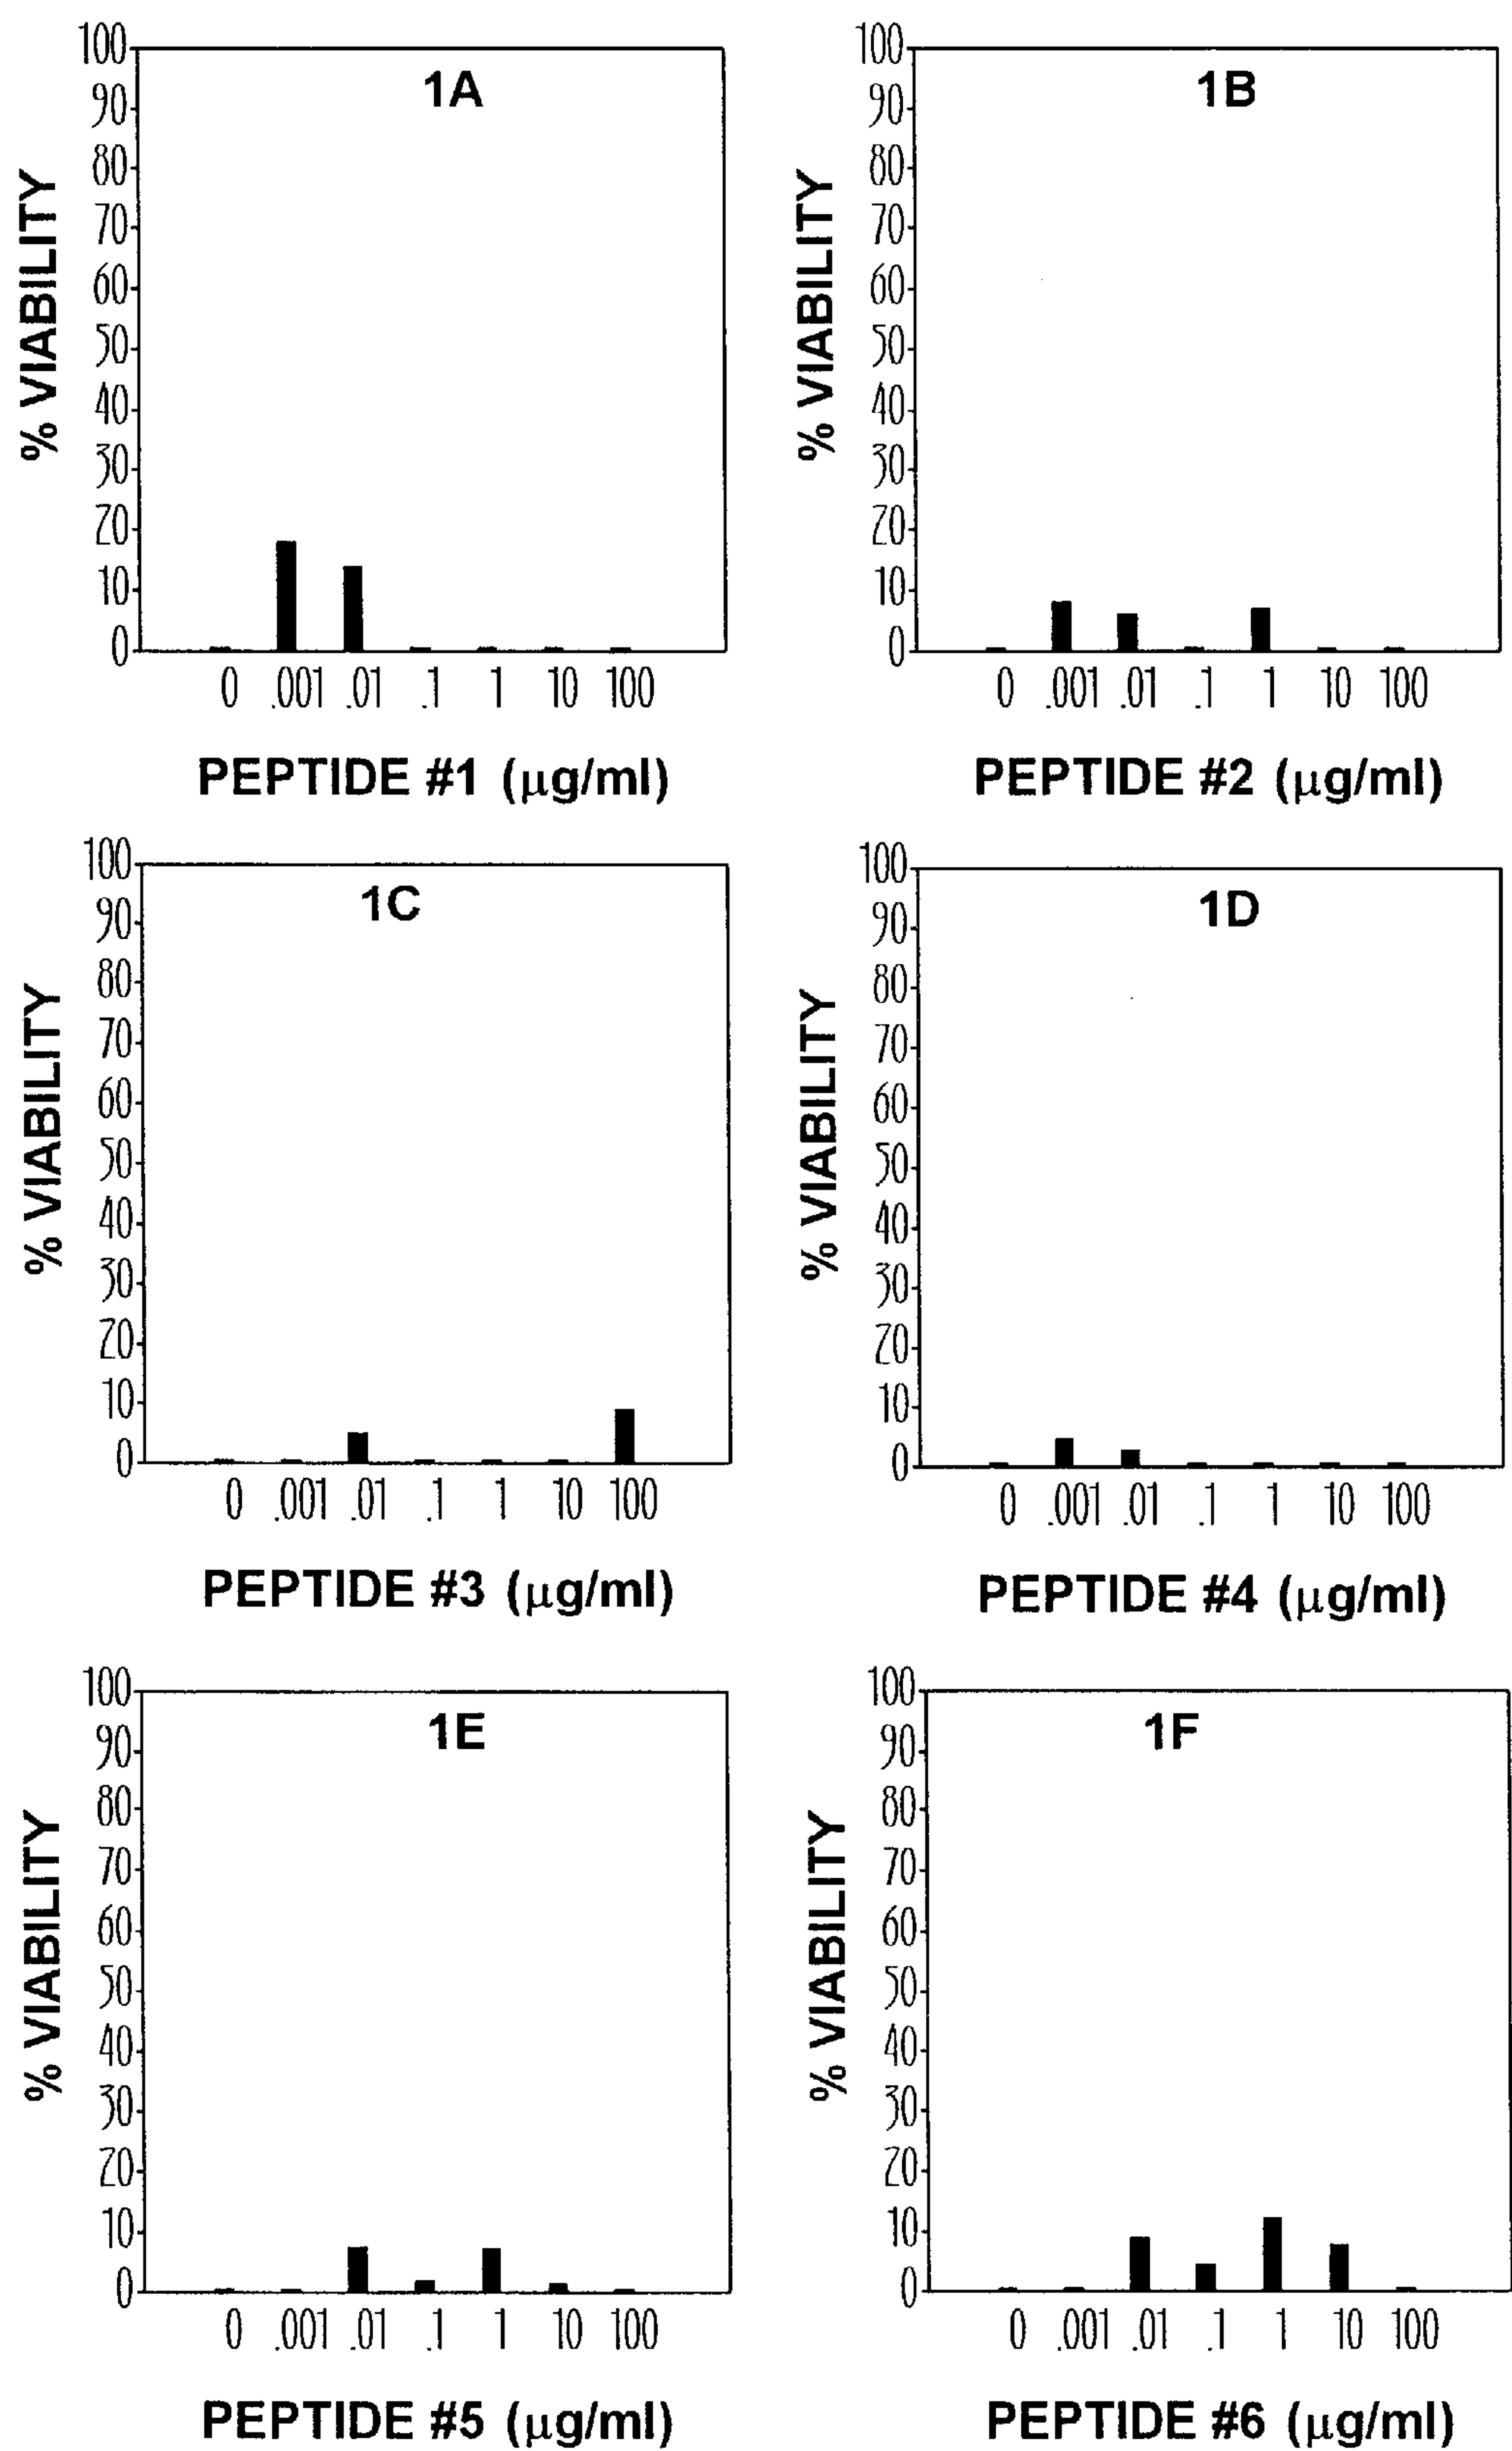 1A
% VIABILITY
100
90
80
70
60
50
40
30
20
10
0
0 .001 .01 .1 1 10 100
PEPTIDE #1 (μg/ml)
1B
% VIABILITY
100
90
80
70
60
50
40
30
20
10
0
0 .001 .01 .1 1 10 100
PEPTIDE #2 (μg/ml)
1C
% VIABILITY
100
90
80
70
60
50
40
30
20
10
0
0 .001 .01 .1 1 10 100
PEPTIDE #3 (μg/ml)
1D
% VIABILITY
100
90
80
70
60
50
40
30
20
10
0
0 .001 .01 .1 1 10 100
PEPTIDE #4 (μg/ml)
1E
% VIABILITY
100
90
80
70
60
50
40
30
20
10
0
0 .001 .01 .1 1 10 100
PEPTIDE #5 (μg/ml)
1F
% VIABILITY
100
90
80
70
60
50
40
30
20
10
0
0 .001 .01 .1 1 10 100
PEPTIDE #6 (μg/ml)